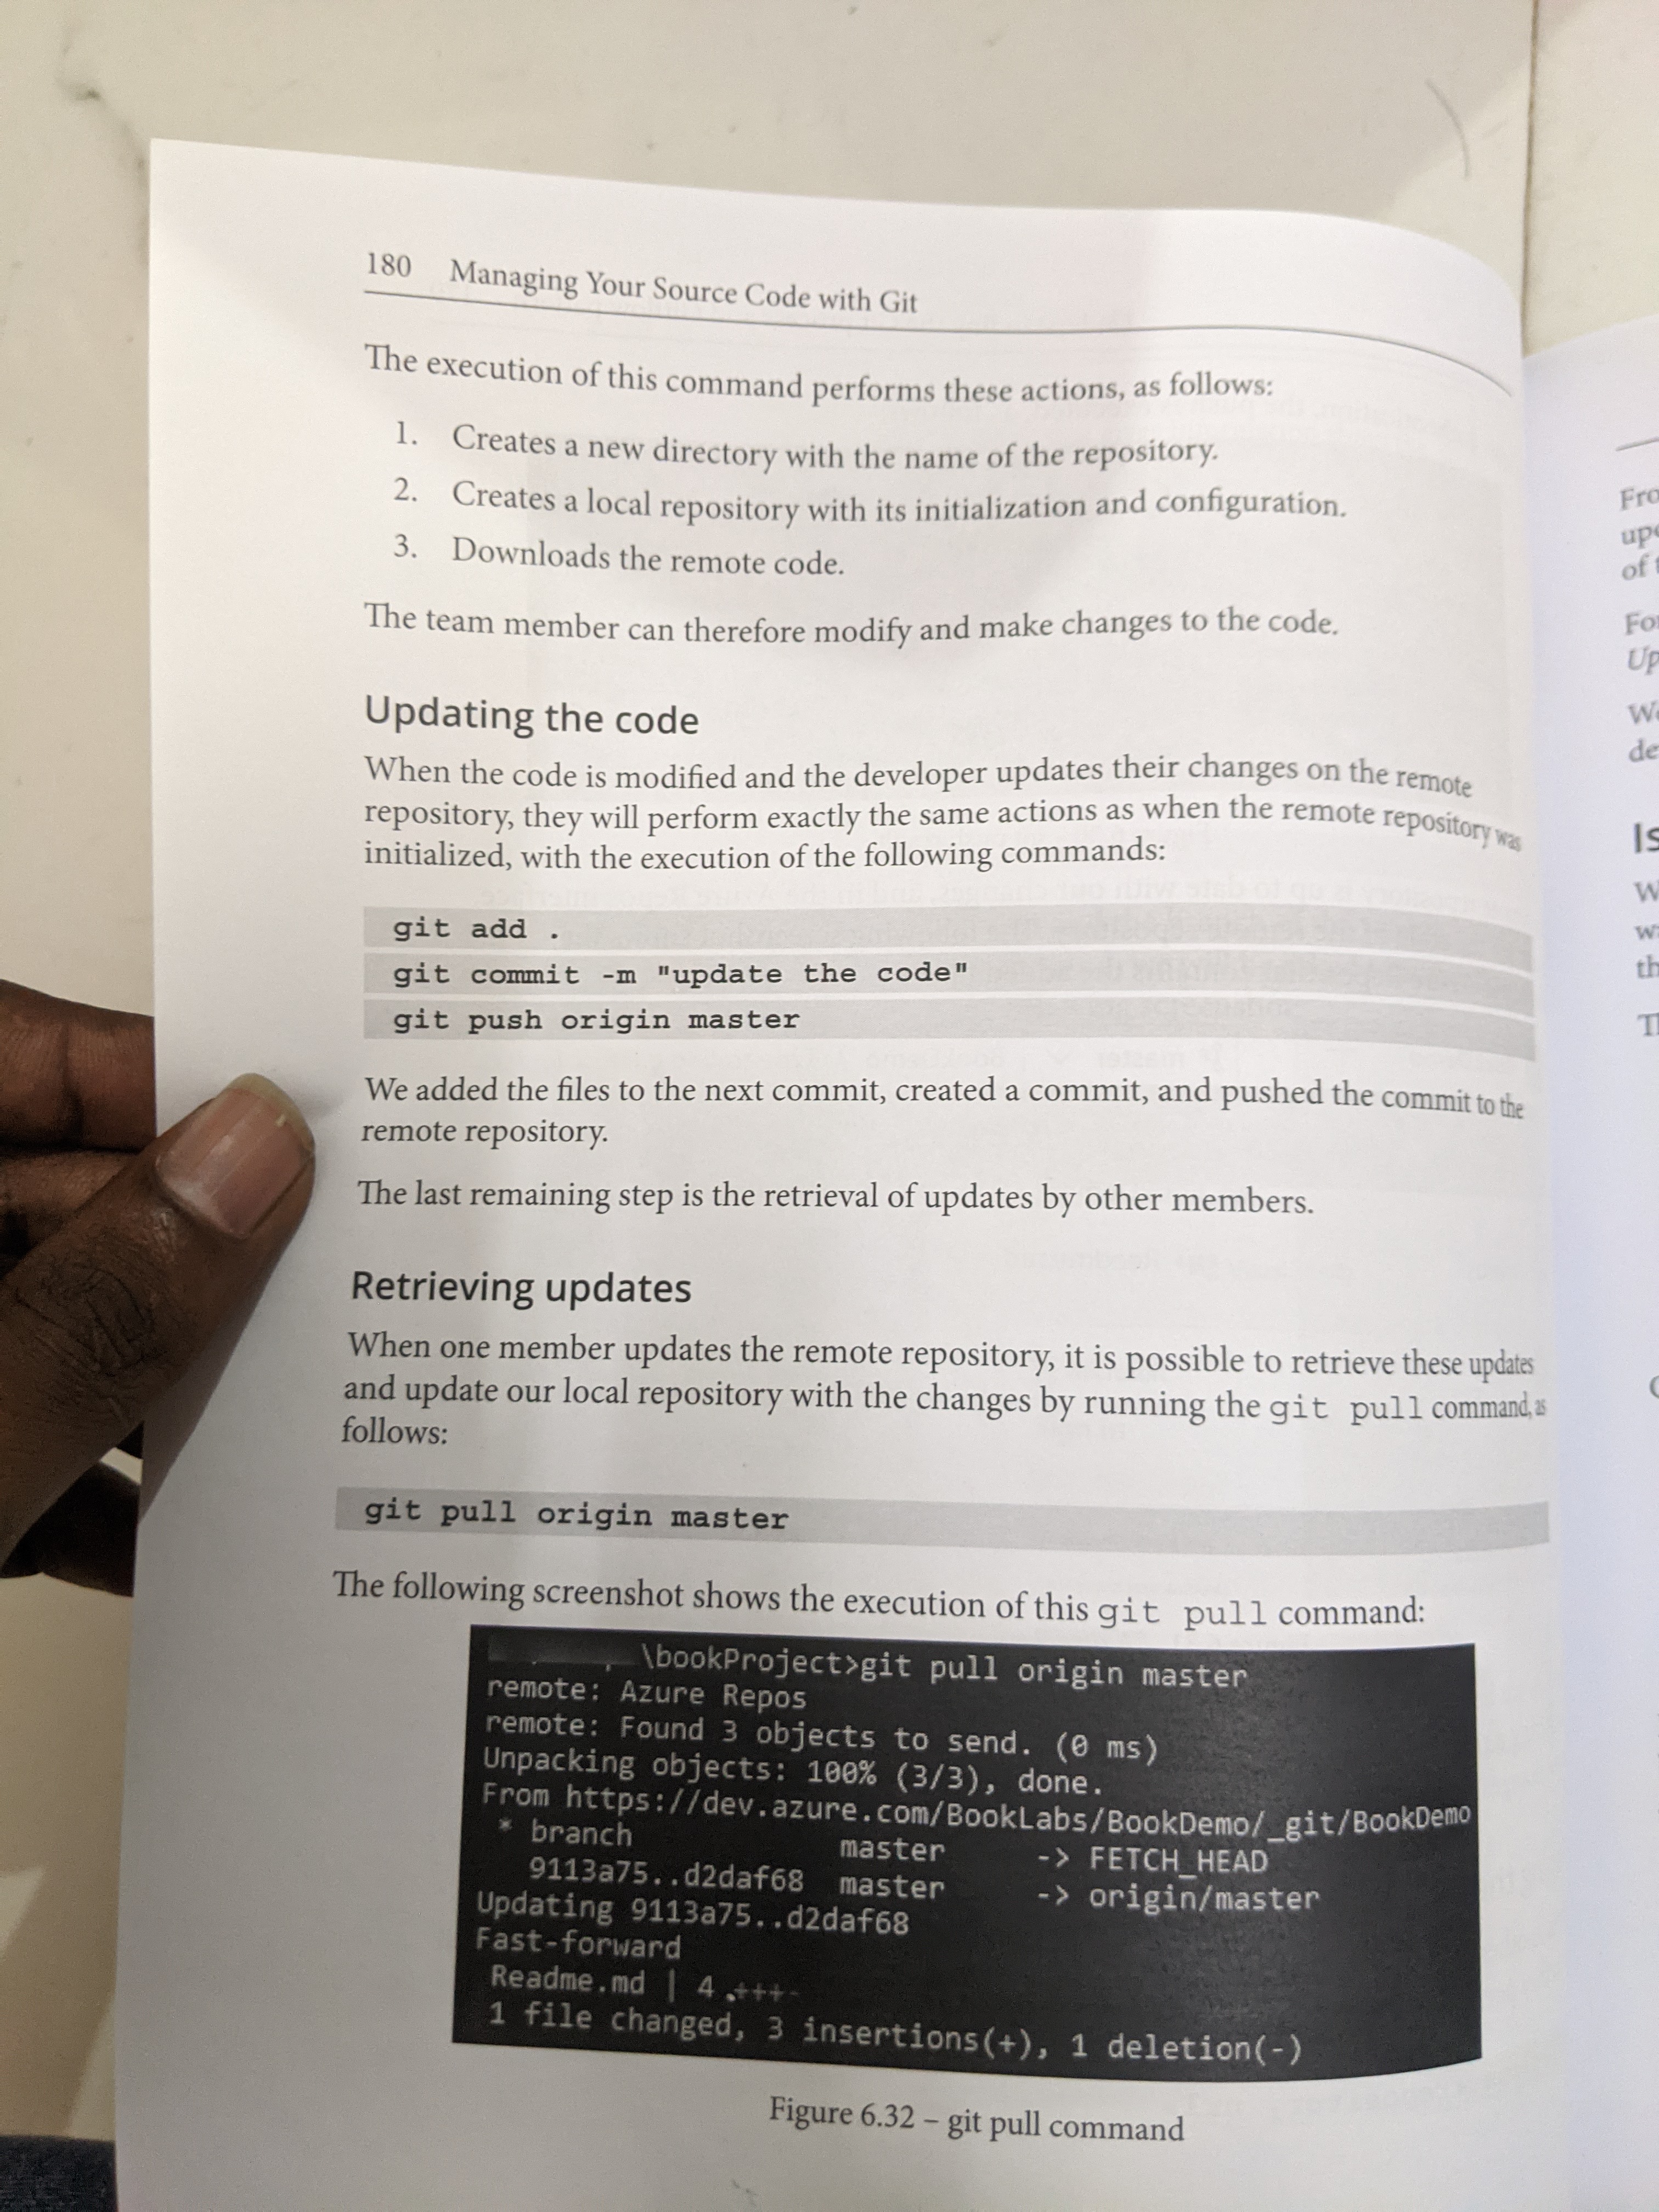 180 Managing Your Source Code with Git
The execution of this command performs these actions, as follows:
1. Creates a new directory with the name of the repository.
2. Creates a local repository with its initialization and configuration.
3. Downloads the remote code.
The team member can therefore modify and make changes to the code.
Updating the code
When the code is modified and the developer updates their changes on the remote
repository, they will perform exactly the same actions as when the remote repository was
initialized, with the execution of the following commands:
git add .
git commit -m "update the code"
git push origin master
We added the files to the next commit, created a commit, and pushed the commit to the
remote repository.
The last remaining step is the retrieval of updates by other members.
Retrieving updates
When one member updates the remote repository, it is possible to retrieve these updates
and update our local repository with the changes by running the git pull command, as
follows:
git pull origin master
The following screenshot shows the execution of this git pull command:
\bookProject>git pull origin master
remote: Azure Repos
remote: Found 3 objects to send. (0 ms)
Unpacking objects: 100% (3/3), done.
From https://dev.azure.com/BookLabs/BookDemo/_git/BookDemo
* branch master -> FETCH_HEAD
9113a75..d2daf68 master -> origin/master
Updating 9113a75..d2daf68
Fast-forward
Readme.md | 4 +++-
1 file changed, 3 insertions(+), 1 deletion(-)
Figure 6.32 – git pull command